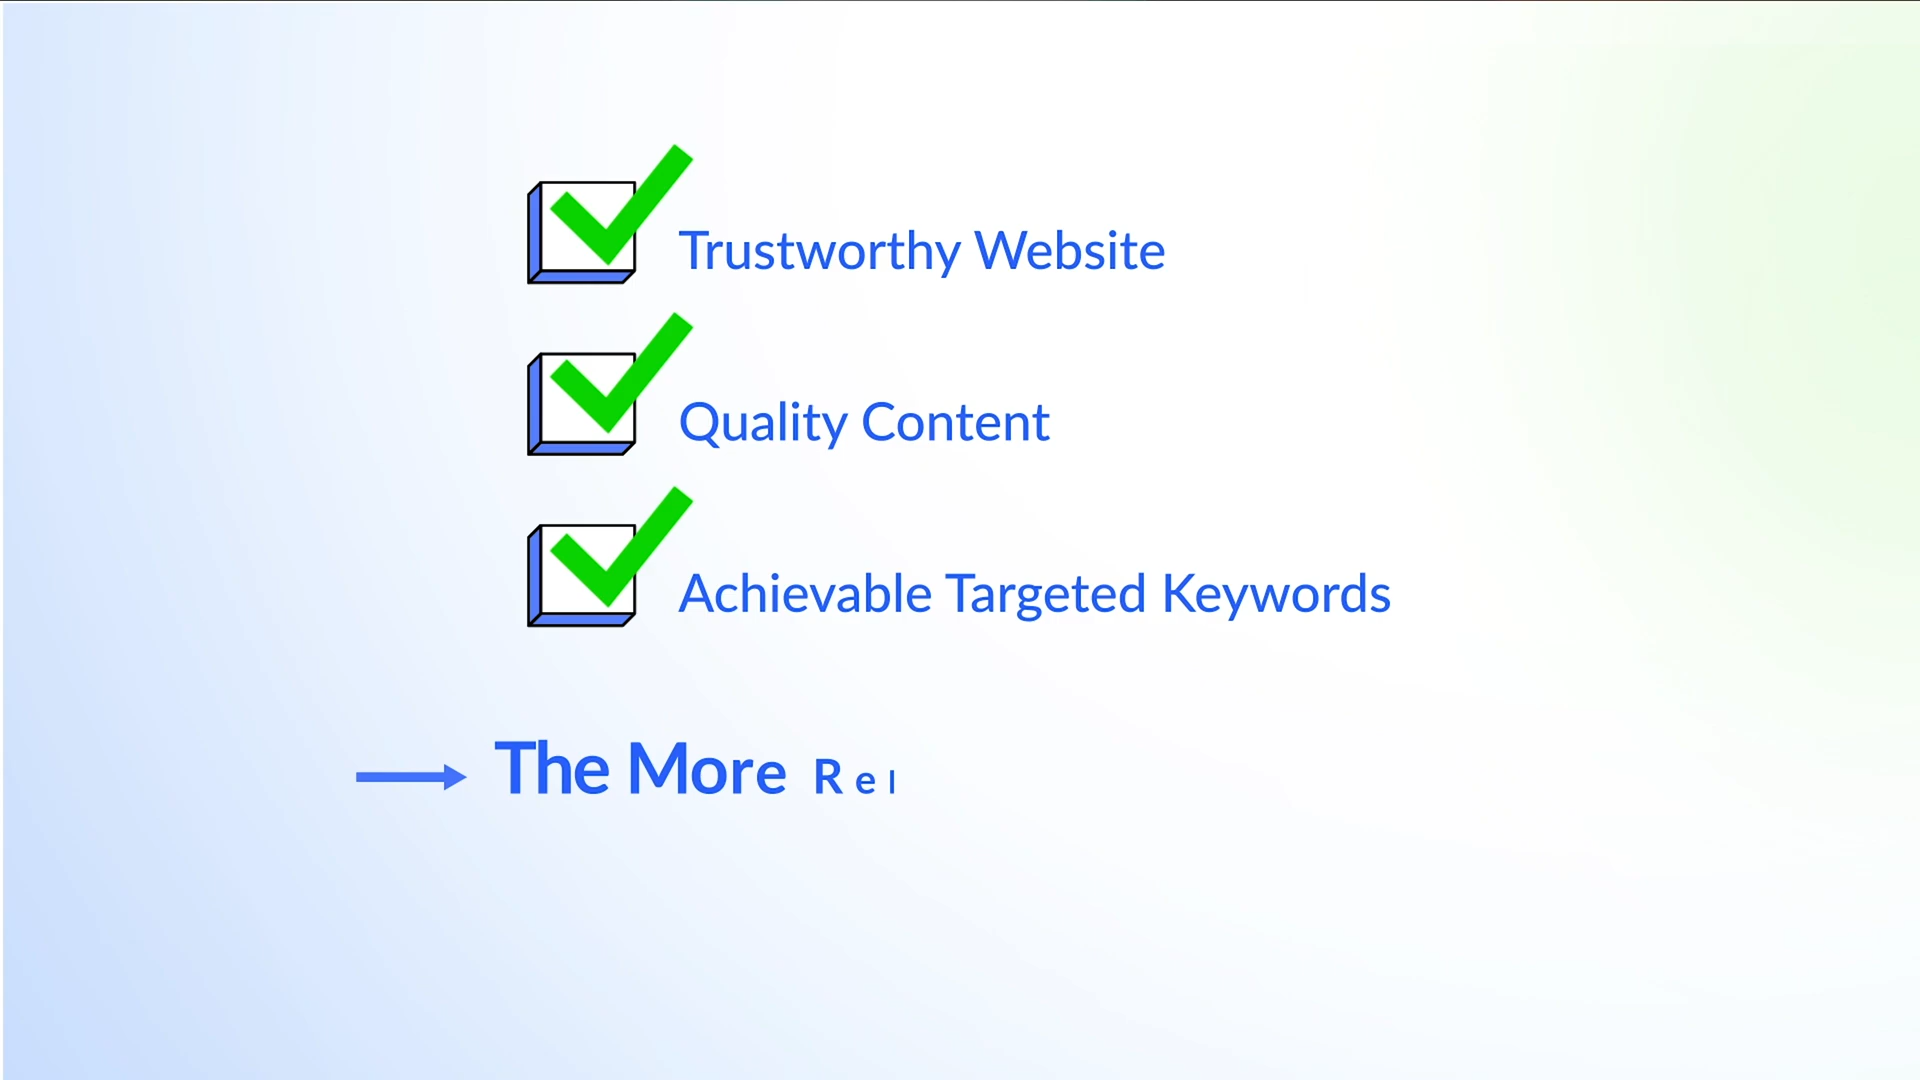 Trustworthy Website
Quality Content
Achievable Targeted Keywords
The More Rel